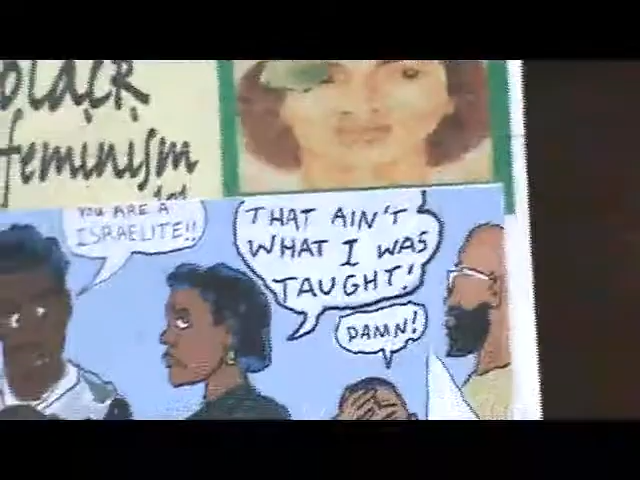 black
feminism
YOU ARE A
ISRAELITE!!
THAT AIN'T
WHAT I WAS
TAUGHT!
DAMN!